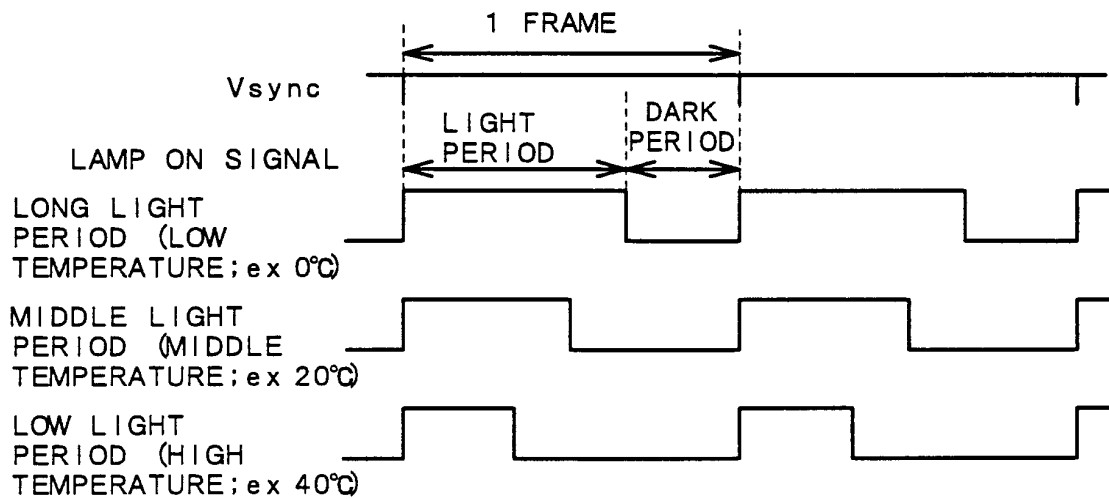 1 FRAME
Vsync
LIGHT
PERIOD
DARK
PERIOD
LAMP ON SIGNAL
LONG LIGHT
PERIOD (LOW
TEMPERATURE;ex 0℃)
MIDDLE LIGHT
PERIOD (MIDDLE
TEMPERATURE;ex 20℃)
LOW LIGHT
PERIOD (HIGH
TEMPERATURE;ex 40℃)